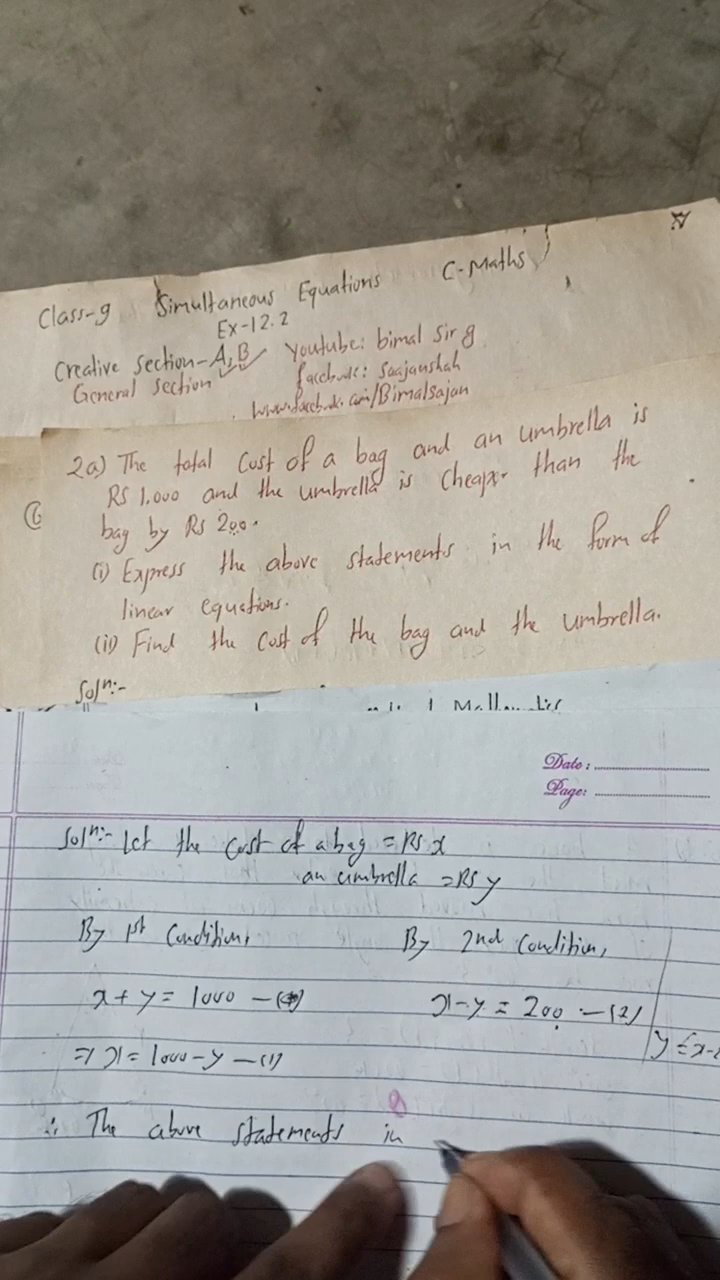 Class-9 Simultaneous Equations C-Maths
Ex-12.2
Creative section-A,B Youtube: bimal sir g
General section facebook: Saajanshah
www.facebook.com/Bimalsajan
2a) The total cost of a bag and an umbrella is
RS 1,000 and the umbrella is cheaper than the
bag by RS 200.
(i) Express the above statements in the form of
linear equations.
(ii) Find the cost of the bag and the umbrella.
Solⁿ:-
Date:
Page:
Solⁿ:- Let the cost of a bag = RS x
an umbrella = RS y
By 1st Condition, By 2nd Condition,
x + y = 1000 - x - y = 200 - (2)
y = x-
=> x = 1000 - y - (1)
∴ The above statements in